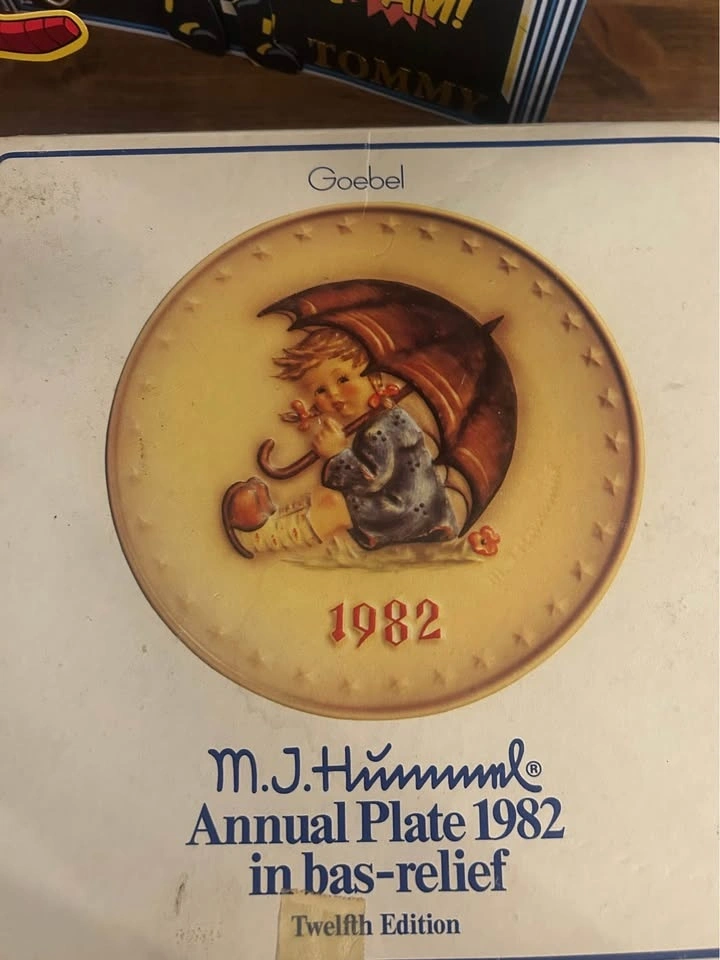 AM!
TOMMY
Goebel
1982
M.J.Hummel®
Annual Plate 1982
in bas-relief
Twelfth Edition